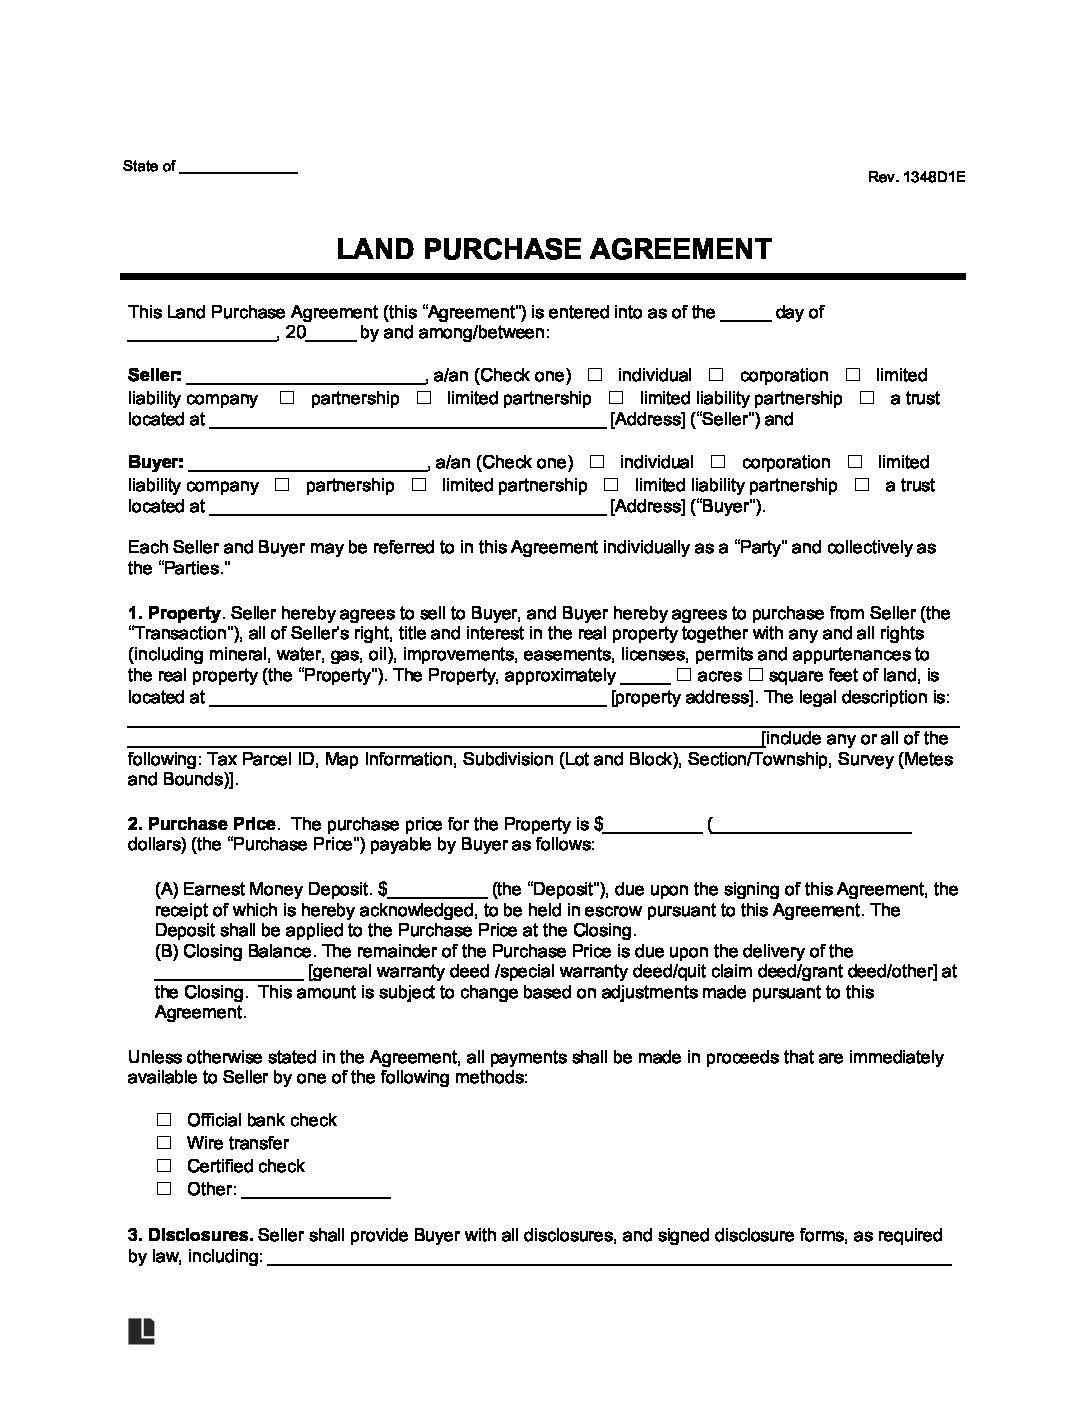 State of ______________
Rev. 1348D1E
LAND PURCHASE AGREEMENT
This Land Purchase Agreement (this “Agreement") is entered into as of the _____ day of
_______________, 20_____ by and among/between:
Seller: ________________________, a/an (Check one) ☐ individual ☐ corporation ☐ limited
liability company ☐ partnership ☐ limited partnership ☐ limited liability partnership ☐ a trust
located at ________________________________________ [Address] (“Seller") and
Buyer: ________________________, a/an (Check one) ☐ individual ☐ corporation ☐ limited
liability company ☐ partnership ☐ limited partnership ☐ limited liability partnership ☐ a trust
located at ________________________________________ [Address] (“Buyer").
Each Seller and Buyer may be referred to in this Agreement individually as a “Party" and collectively as
the “Parties."
1. Property. Seller hereby agrees to sell to Buyer, and Buyer hereby agrees to purchase from Seller (the
“Transaction"), all of Seller's right, title and interest in the real property together with any and all rights
(including mineral, water, gas, oil), improvements, easements, licenses, permits and appurtenances to
the real property (the “Property"). The Property, approximately _____ ☐ acres ☐ square feet of land, is
located at ________________________________________ [property address]. The legal description is:
____________________________________________________________________________________
________________________________________________________________[include any or all of the
following: Tax Parcel ID, Map Information, Subdivision (Lot and Block), Section/Township, Survey (Metes
and Bounds)].
2. Purchase Price. The purchase price for the Property is $__________ (____________________
dollars) (the “Purchase Price") payable by Buyer as follows:
(A) Earnest Money Deposit. $__________ (the “Deposit"), due upon the signing of this Agreement, the
receipt of which is hereby acknowledged, to be held in escrow pursuant to this Agreement. The
Deposit shall be applied to the Purchase Price at the Closing.
(B) Closing Balance. The remainder of the Purchase Price is due upon the delivery of the
_______________ [general warranty deed /special warranty deed/quit claim deed/grant deed/other] at
the Closing. This amount is subject to change based on adjustments made pursuant to this
Agreement.
Unless otherwise stated in the Agreement, all payments shall be made in proceeds that are immediately
available to Seller by one of the following methods:
☐ Official bank check
☐ Wire transfer
☐ Certified check
☐ Other: _______________
3. Disclosures. Seller shall provide Buyer with all disclosures, and signed disclosure forms, as required
by law, including: _____________________________________________________________________